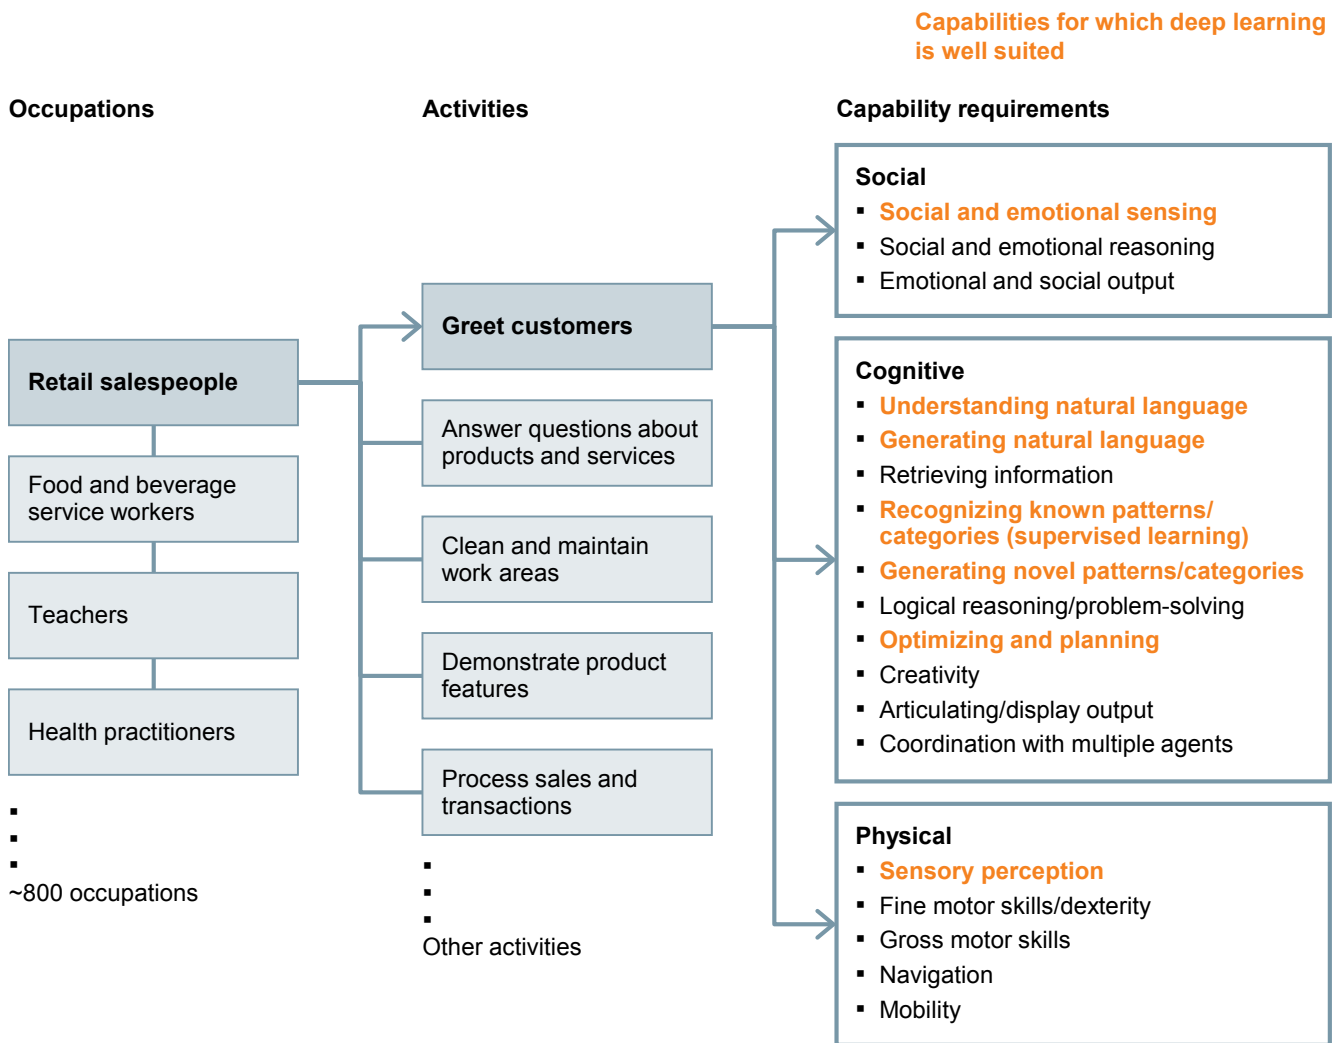 Capabilities for which deep learning
is well suited
Occupations
Activities
Capability requirements
Retail salespeople
Food and beverage
service workers
Teachers
Health practitioners
▪
▪
▪
~800 occupations
Greet customers
Answer questions about
products and services
Clean and maintain
work areas
Demonstrate product
features
Process sales and
transactions
▪
▪
▪
Other activities
Social
▪ Social and emotional sensing
▪ Social and emotional reasoning
▪ Emotional and social output
Cognitive
▪ Understanding natural language
▪ Generating natural language
▪ Retrieving information
▪ Recognizing known patterns/
categories (supervised learning)
▪ Generating novel patterns/categories
▪ Logical reasoning/problem-solving
▪ Optimizing and planning
▪ Creativity
▪ Articulating/display output
▪ Coordination with multiple agents
Physical
▪ Sensory perception
▪ Fine motor skills/dexterity
▪ Gross motor skills
▪ Navigation
▪ Mobility